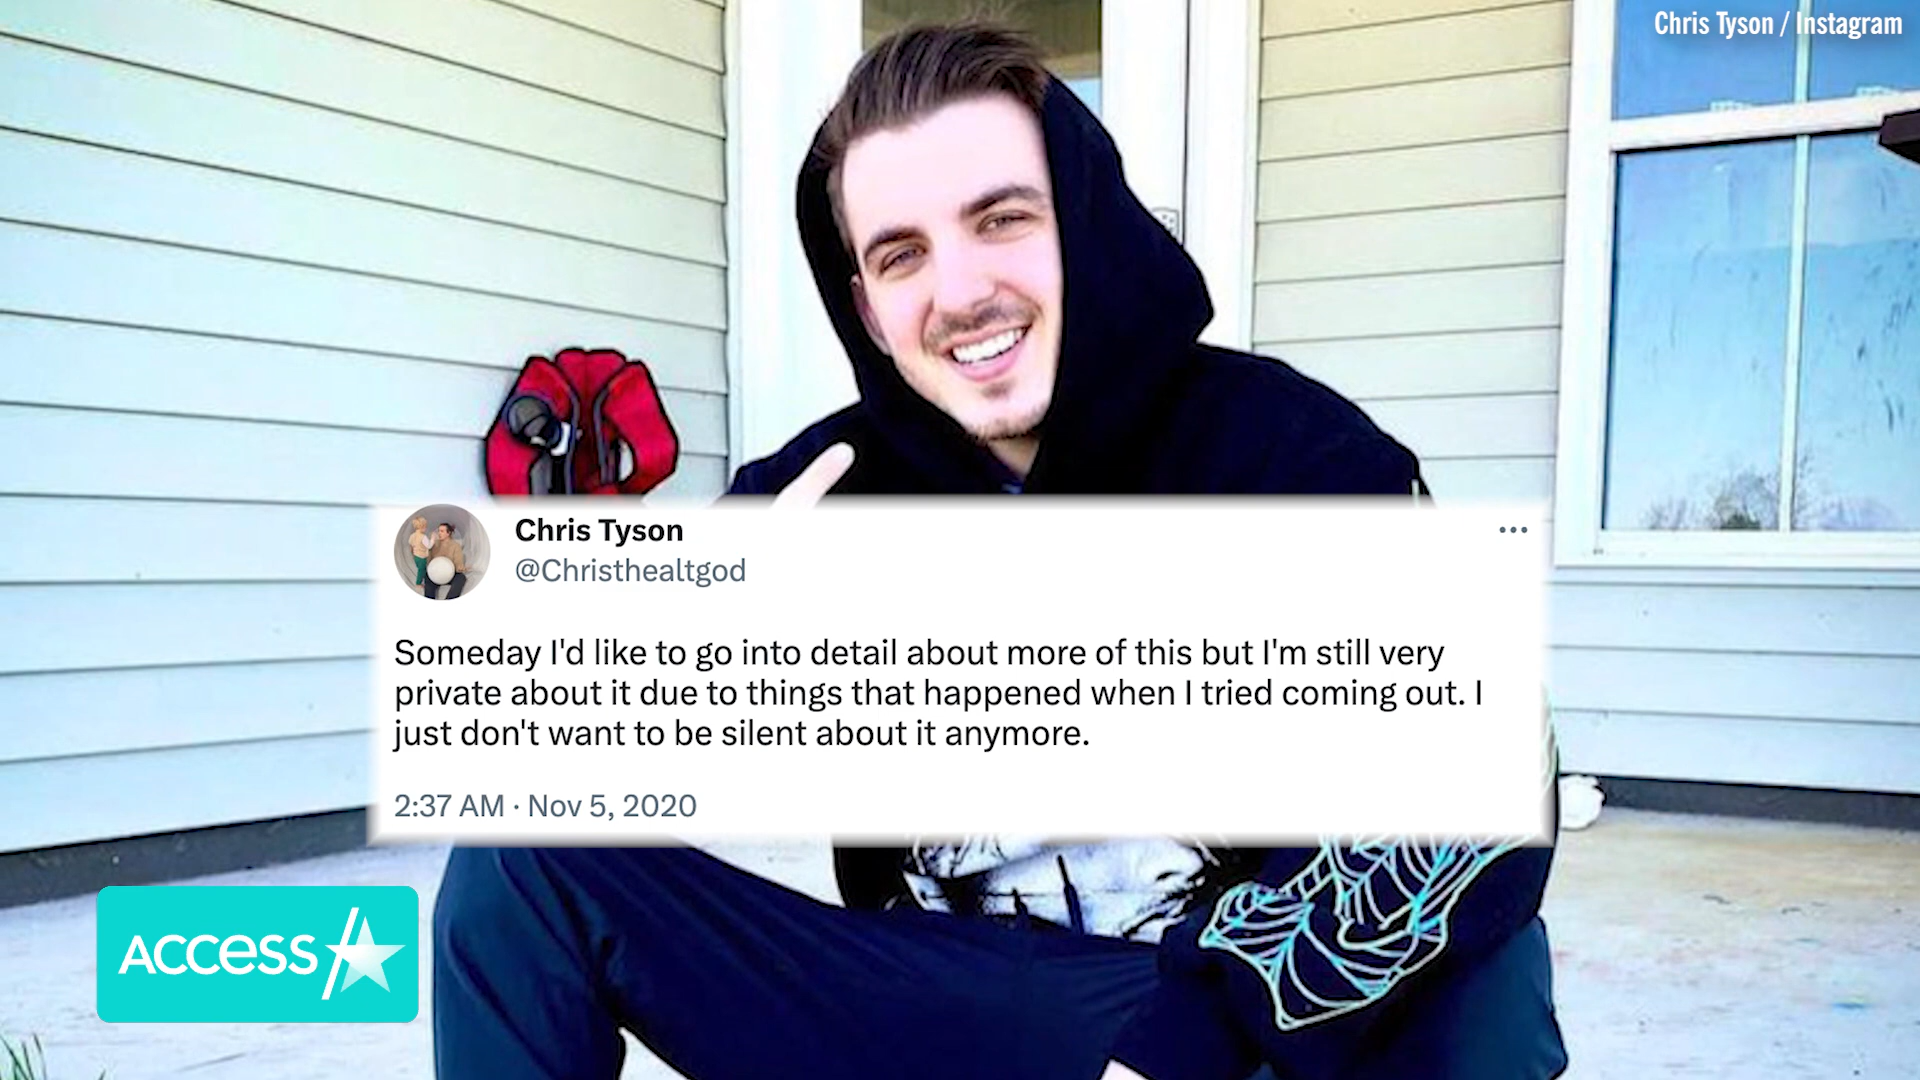 Chris Tyson / Instagram
Chris Tyson
@Christhealtgod
Someday I'd like to go into detail about more of this but I'm still very
private about it due to things that happened when I tried coming out. I
just don't want to be silent about it anymore.
2:37 AM · Nov 5, 2020
ACCESS